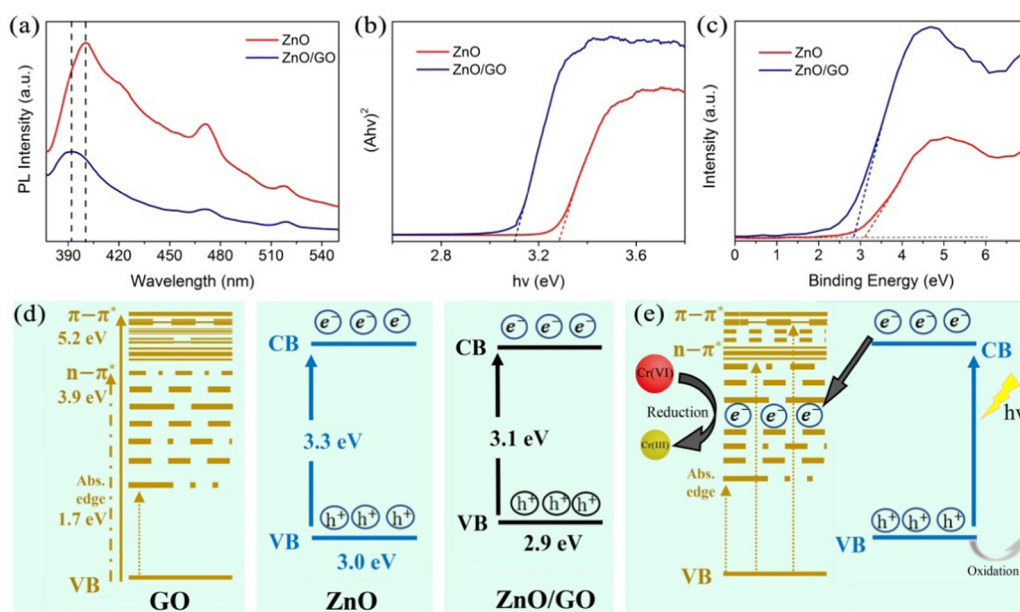 (a)
ZnO
ZnO/GO
PL Intensity (a.u.)
390 420 450 480 510 540
Wavelength (nm)
(b)
ZnO
ZnO/GO
(Ahν)²
2.8 3.2 3.6
hν (eV)
(c)
ZnO
ZnO/GO
Intensity (a.u.)
0 1 2 3 4 5 6 7
Binding Energy (eV)
(d)
π−π*
5.2 eV
n-π*
3.9 eV
Abs.
edge
1.7 eV
VB
GO
e⁻ e⁻ e⁻
CB
3.3 eV
h⁺ h⁺ h⁺
VB
3.0 eV
ZnO
e⁻ e⁻ e⁻
CB
3.1 eV
h⁺ h⁺ h⁺
VB
2.9 eV
ZnO/GO
(e)
π−π*
n-π*
Cr(VI)
Reduction
Cr(III)
e⁻ e⁻ e⁻
Abs.
edge
VB
e⁻ e⁻ e⁻
CB
hν
h⁺ h⁺ h⁺
VB
Oxidation